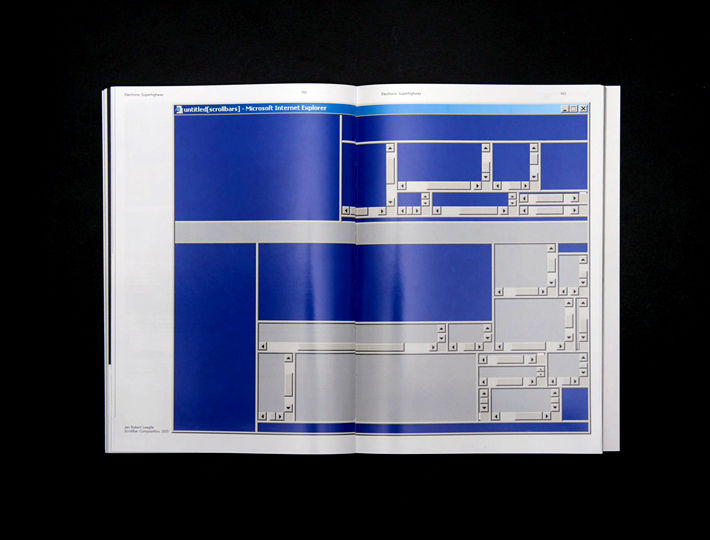 Electronic Superhighway
Electronic Superhighway
untitled[scrollbars] - Microsoft Internet Explorer
Jan Robert Leegte
Scrollbar Composition, 2000